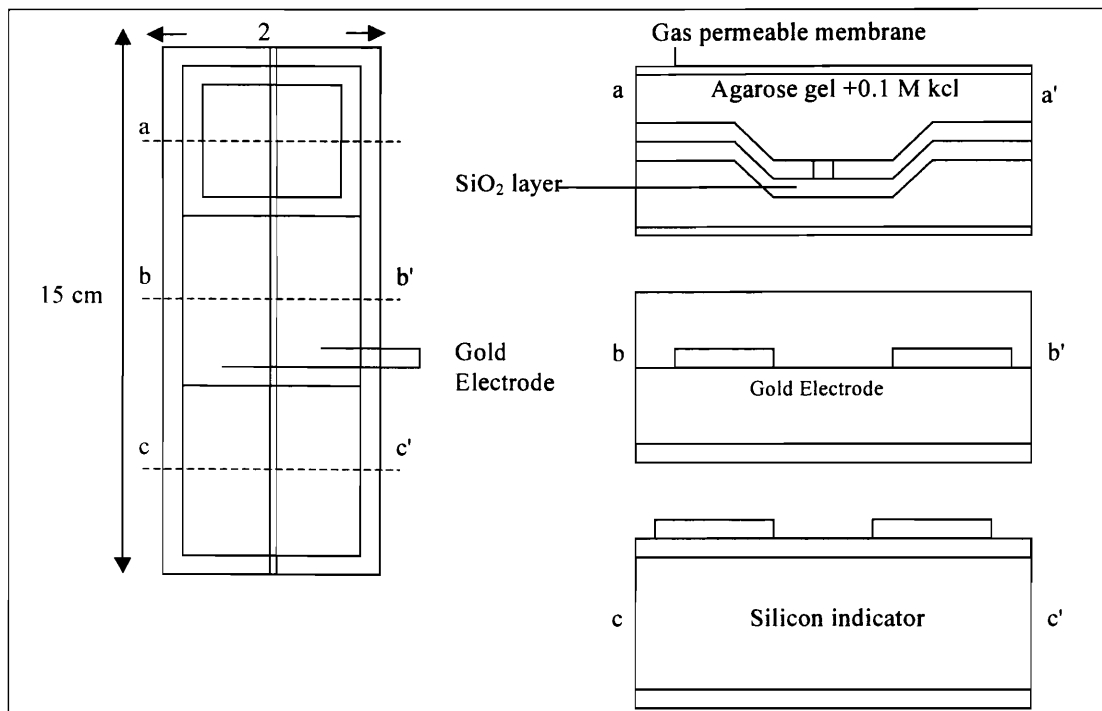 2
15 cm
a
b
b'
c
c'
Gold
Electrode
Gas permeable membrane
a
Agarose gel +0.1 M kcl
a'
SiO₂ layer
b
b'
Gold Electrode
c
Silicon indicator
c'